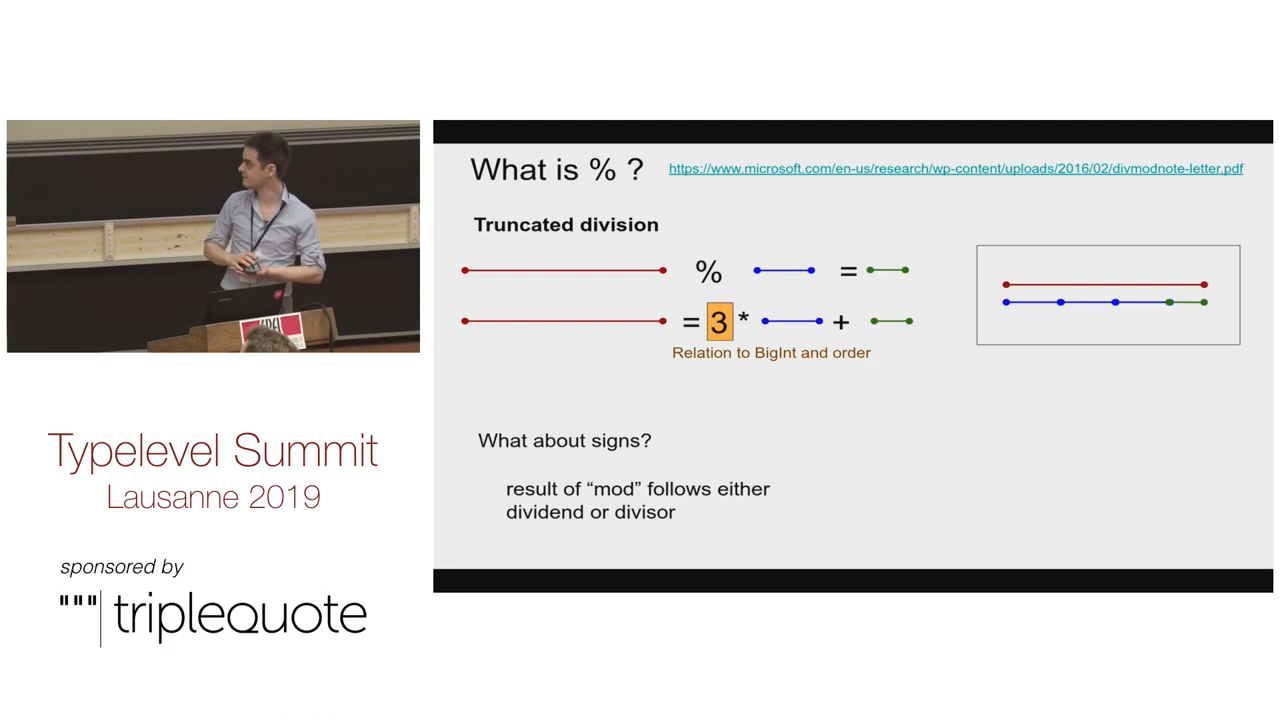 What is % ?
https://www.microsoft.com/en-us/research/wp-content/uploads/2016/02/divmodnote-letter.pdf
Truncated division
% =
= 3 * +
Relation to BigInt and order
What about signs?
result of “mod” follows either
dividend or divisor
Typelevel Summit
Lausanne 2019
sponsored by
"""|triplequote